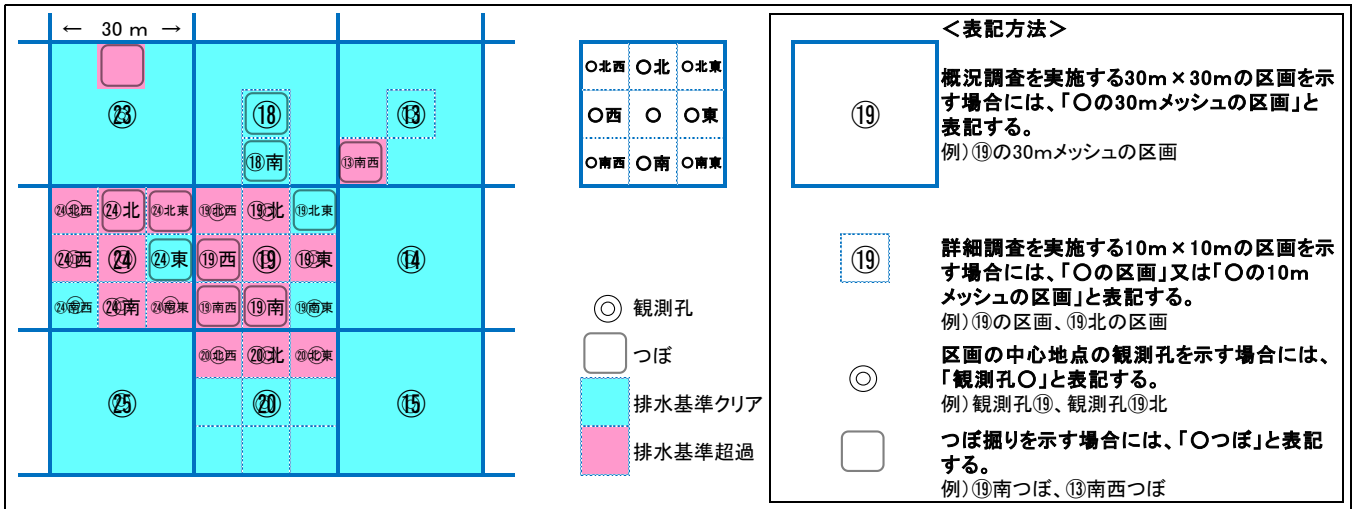 ← 30 m →
㉓
⑱
⑬
⑱南
⑬南西
㉔北西
㉔北
㉔北東
⑲北西
⑲北
⑲北東
㉔西
㉔
㉔東
⑲西
⑲
⑲東
⑭
㉔南西
㉔南
㉔南東
⑲南西
⑲南
⑲南東
⑳北西
⑳北
⑳北東
㉕
⑳
⑮
○北西 ○北 ○北東
○西 ○ ○東
○南西 ○南 ○南東
◎ 観測孔
つぼ
排水基準クリア
排水基準超過
<表記方法>
⑲
概況調査を実施する30m×30mの区画を示
す場合には、「○の30mメッシュの区画」と
表記する。
例)⑲の30mメッシュの区画
⑲
詳細調査を実施する10m×10mの区画を示
す場合には、「○の区画」又は「○の10m
メッシュの区画」と表記する。
例)⑲の区画、⑲北の区画
◎
区画の中心地点の観測孔を示す場合には、
「観測孔○」と表記する。
例)観測孔⑲、観測孔⑲北
つぼ掘りを示す場合には、「○つぼ」と表記
する。
例)⑲南つぼ、⑬南西つぼ